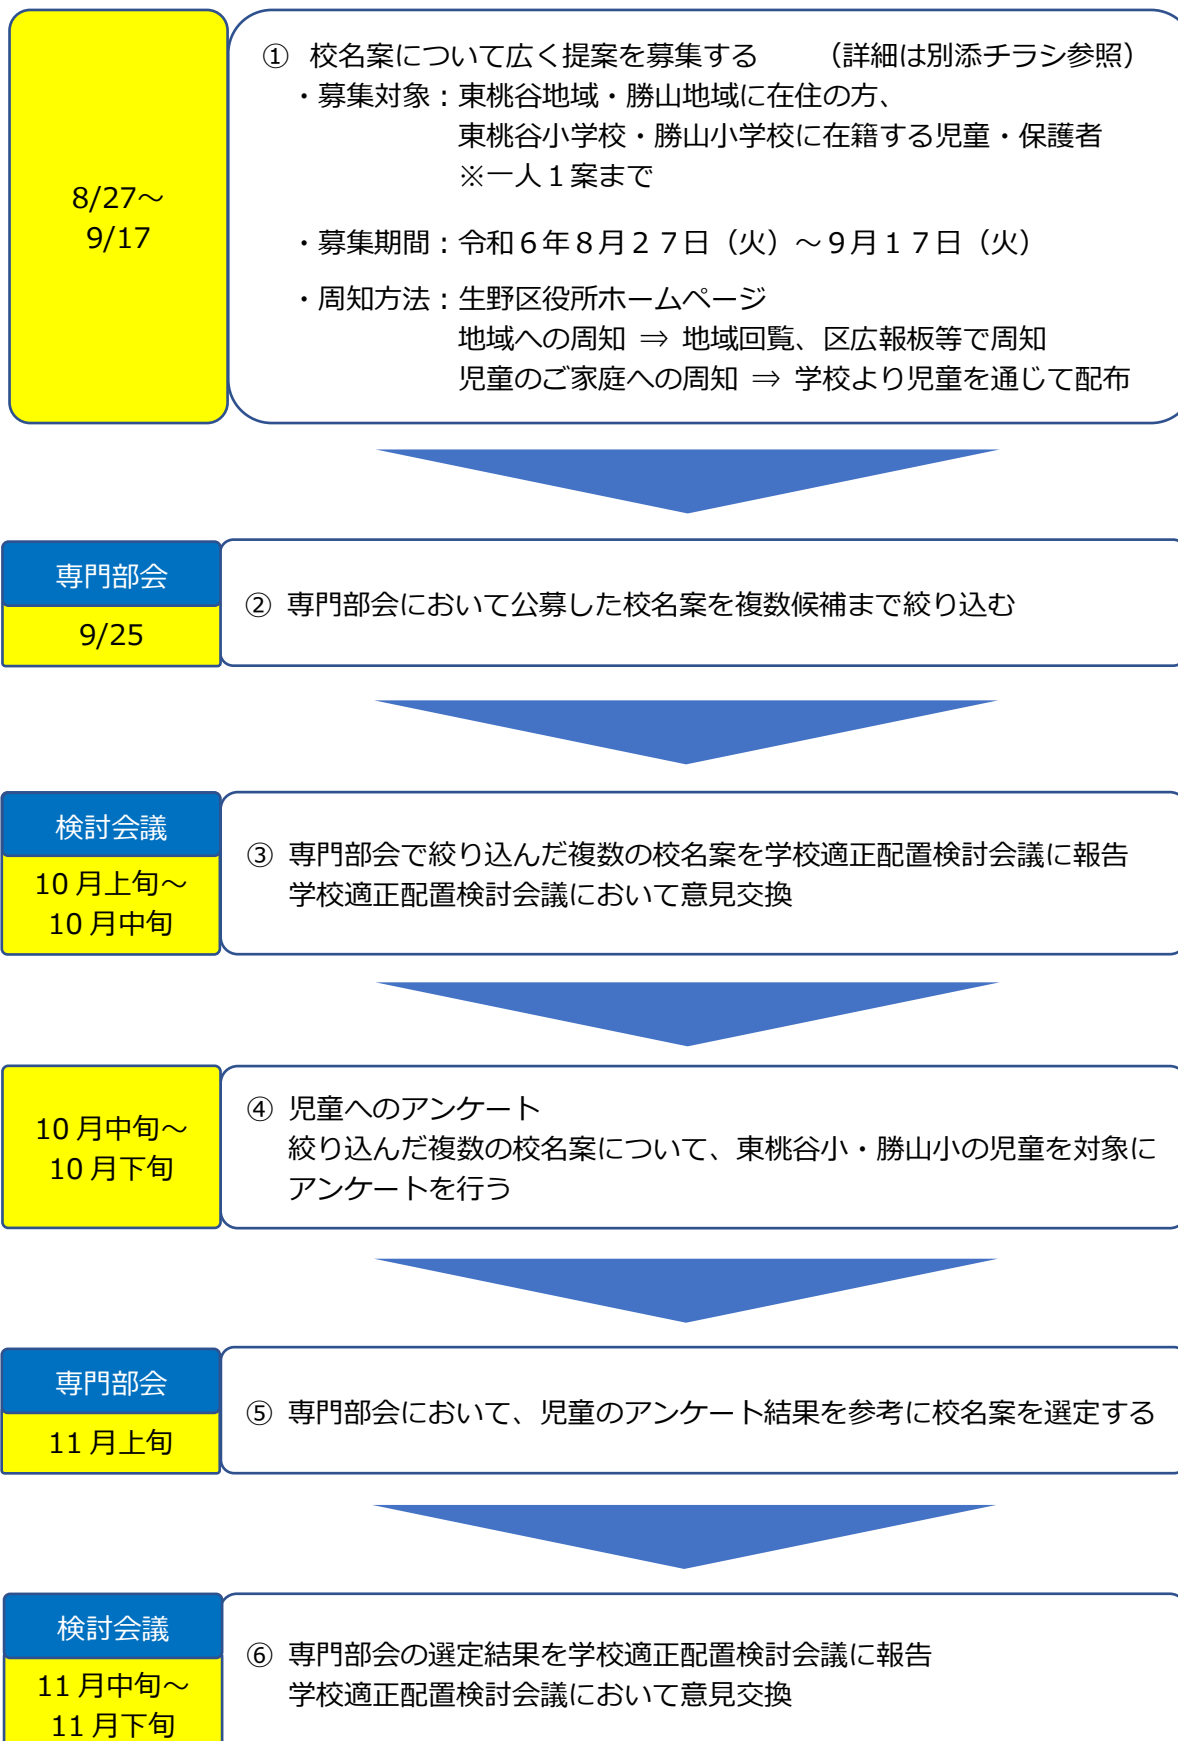 8/27～
9/17
① 校名案について広く提案を募集する　　（詳細は別添チラシ参照）
・募集対象：東桃谷地域・勝山地域に在住の方、
東桃谷小学校・勝山小学校に在籍する児童・保護者
※一人１案まで
・募集期間：令和６年８月２７日（火）～９月１７日（火）
・周知方法：生野区役所ホームページ
地域への周知 ⇒ 地域回覧、区広報板等で周知
児童のご家庭への周知 ⇒ 学校より児童を通じて配布
専門部会
9/25
② 専門部会において公募した校名案を複数候補まで絞り込む
検討会議
10月上旬～
10月中旬
③ 専門部会で絞り込んだ複数の校名案を学校適正配置検討会議に報告
学校適正配置検討会議において意見交換
10月中旬～
10月下旬
④ 児童へのアンケート
絞り込んだ複数の校名案について、東桃谷小・勝山小の児童を対象に
アンケートを行う
専門部会
11月上旬
⑤ 専門部会において、児童のアンケート結果を参考に校名案を選定する
検討会議
11月中旬～
11月下旬
⑥ 専門部会の選定結果を学校適正配置検討会議に報告
学校適正配置検討会議において意見交換